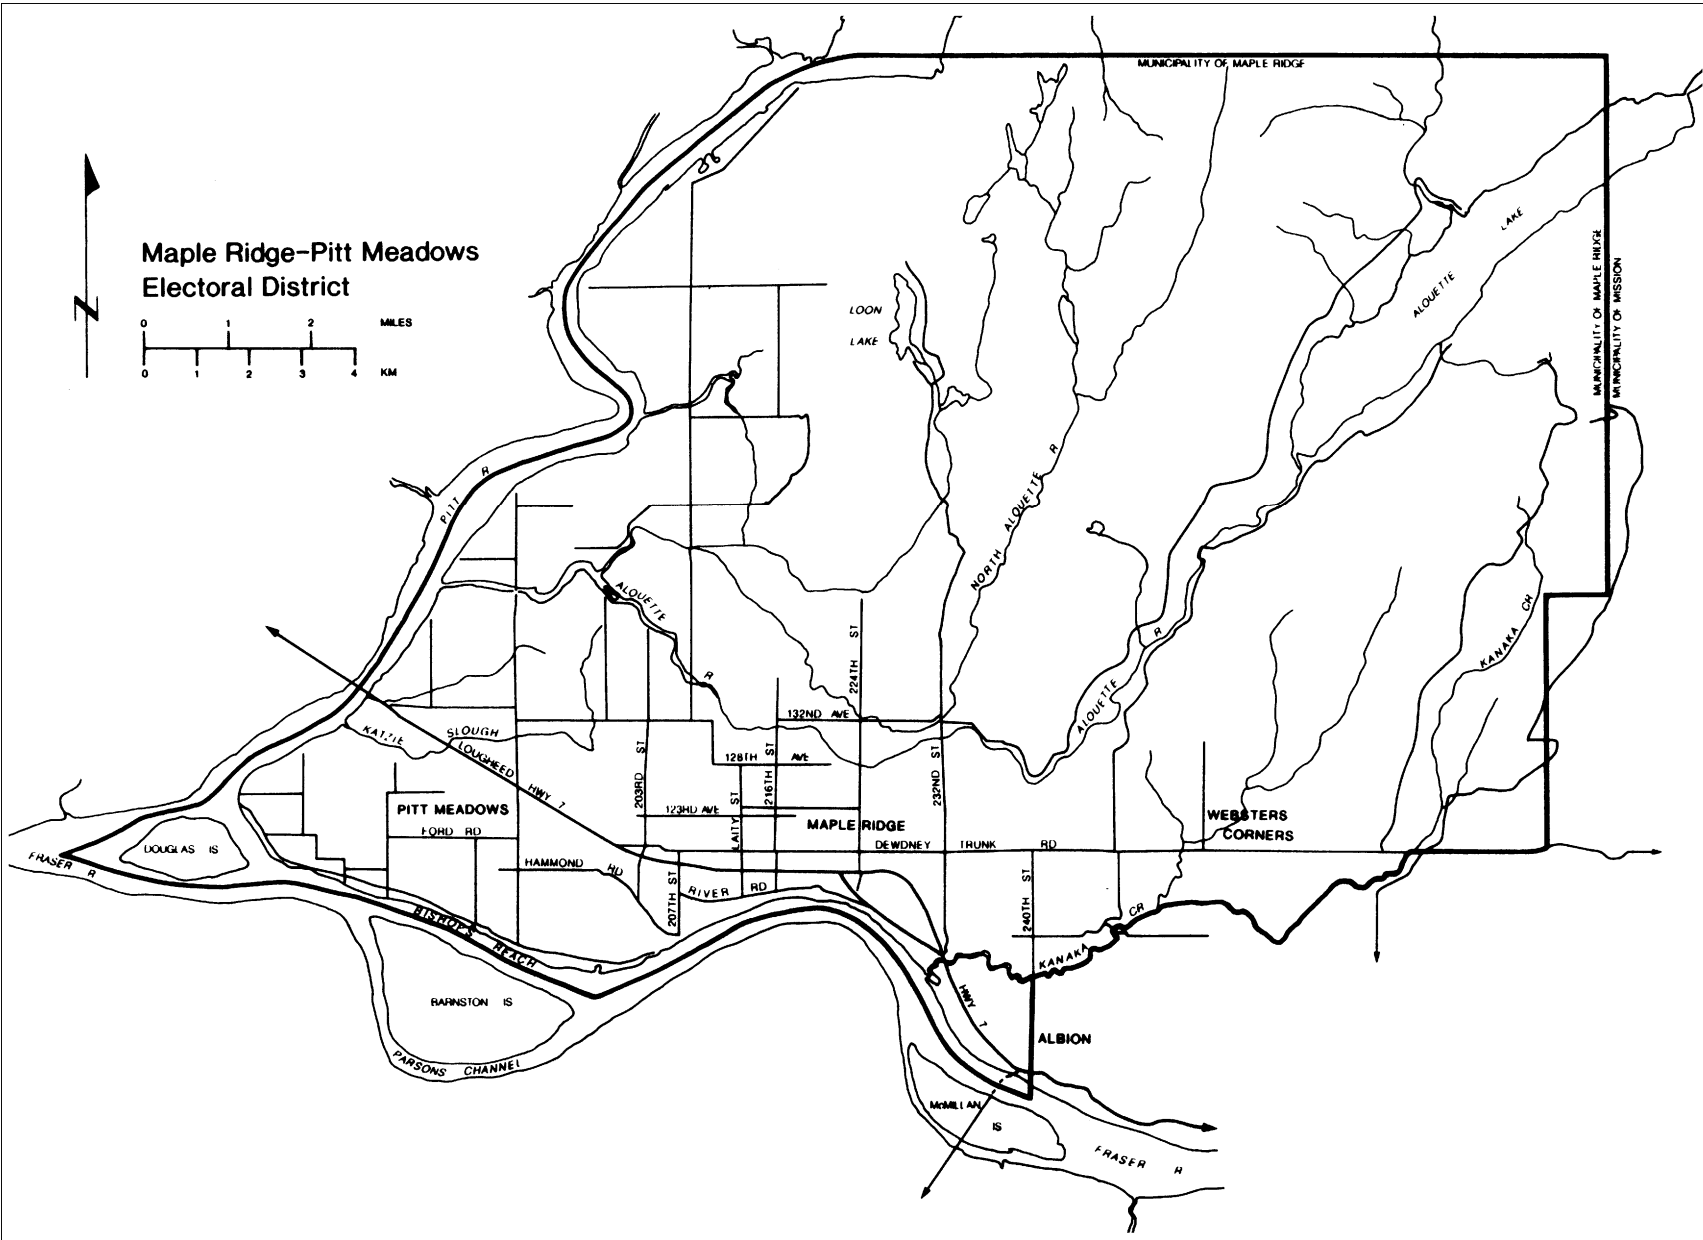 MUNICIPALITY OF MAPLE RIDGE
Maple Ridge-Pitt Meadows
Electoral District
0 1 2 MILES
0 1 2 3 4 KM
N
LAKE
ALOUETTE
MUNICIPALITY OF MAPLE RIDGE
MUNICIPALITY OF MISSION
LOON
LAKE
PITT R
NORTH ALOUETTE R
ALOUETTE R
ALOUETTE R
KANAKA CR
224TH ST
132ND AVE
KATZIE SLOUGH
LOUGHEED HWY 7
128TH AVE
203RD ST
216TH ST
232ND ST
LAITY ST
123RD AVE
PITT MEADOWS
FORD RD
MAPLE RIDGE
WEBSTERS
CORNERS
DEWDNEY TRUNK RD
DOUGLAS IS
FRASER R
HAMMOND RD
207TH ST
RIVER RD
240TH ST
BISHOPS REACH
KANAKA CR
BARNSTON IS
HWY 7
ALBION
PARSONS CHANNEL
McMILLAN
IS
FRASER R